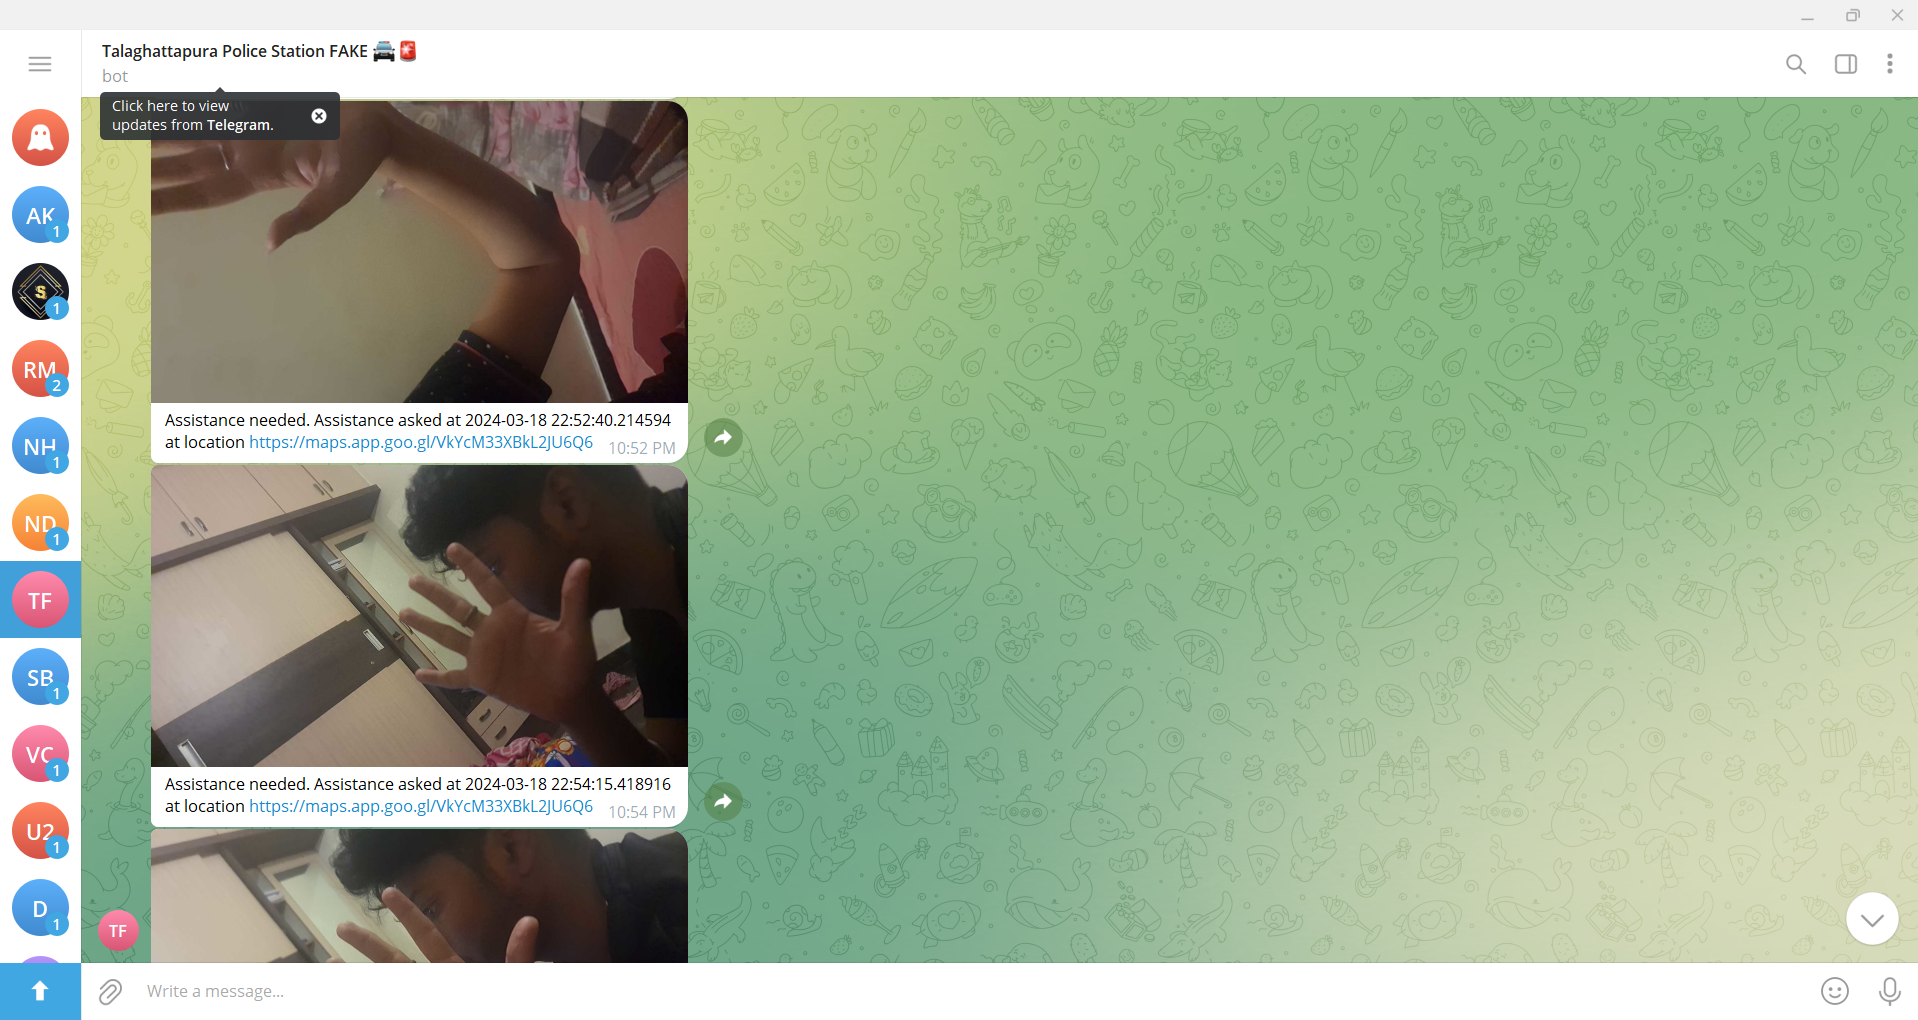 Talaghattapura Police Station FAKE 🚔🚨
bot
Click here to view
updates from Telegram.
AK
1
S
1
RM
2
NH
1
ND
1
TF
SB
1
VC
1
U2
1
D
1
Assistance needed. Assistance asked at 2024-03-18 22:52:40.214594
at location https://maps.app.goo.gl/VkYcM33XBkL2JU6Q6 10:52 PM
Assistance needed. Assistance asked at 2024-03-18 22:54:15.418916
at location https://maps.app.goo.gl/VkYcM33XBkL2JU6Q6 10:54 PM
TF
Write a message...